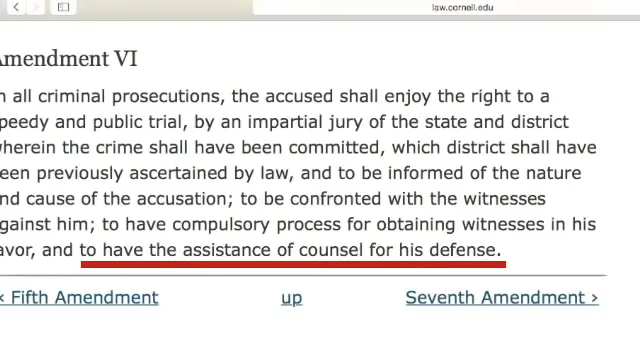 law.cornell.edu
Amendment VI
n all criminal prosecutions, the accused shall enjoy the right to a
peedy and public trial, by an impartial jury of the state and district
wherein the crime shall have been committed, which district shall have
een previously ascertained by law, and to be informed of the nature
nd cause of the accusation; to be confronted with the witnesses
gainst him; to have compulsory process for obtaining witnesses in his
avor, and to have the assistance of counsel for his defense.
‹ Fifth Amendment up Seventh Amendment ›